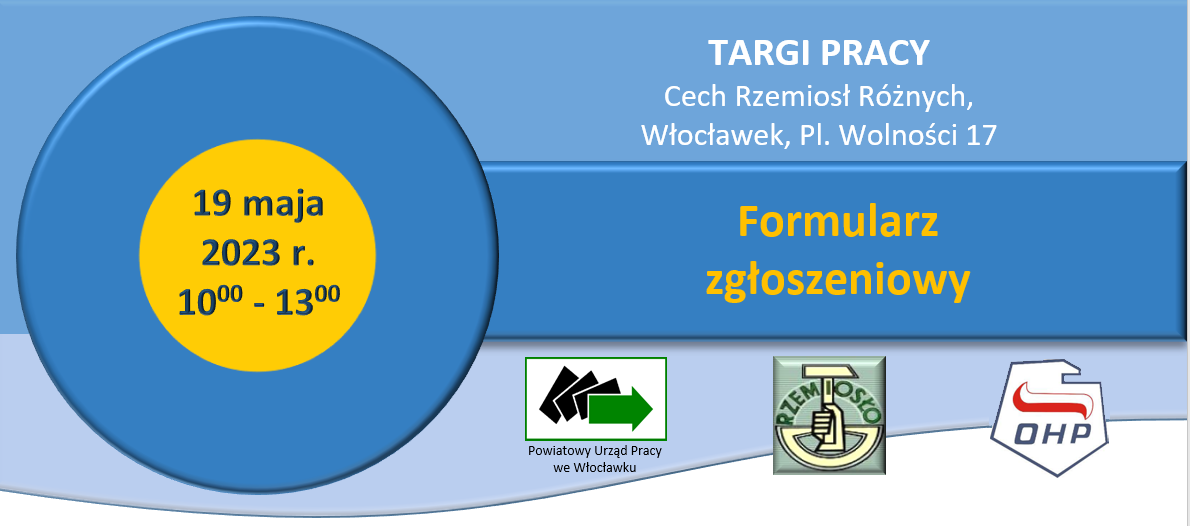 TARGI PRACY
Cech Rzemiosł Różnych,
Włocławek, Pl. Wolności 17
19 maja
2023 r.
10⁰⁰ - 13⁰⁰
Formularz
zgłoszeniowy
Powiatowy Urząd Pracy
we Włocławku
RZEMIOSŁO
OHP